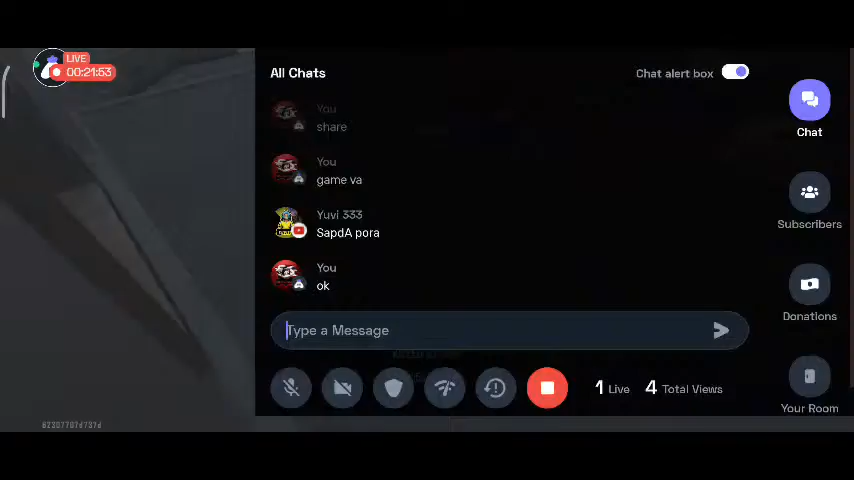 LIVE
00:21:53
All Chats
Chat alert box
You
share
Chat
You
game va
Yuvi 333
SapdA pora
Subscribers
You
ok
Donations
Type a Message
1 Live
4 Total Views
Your Room